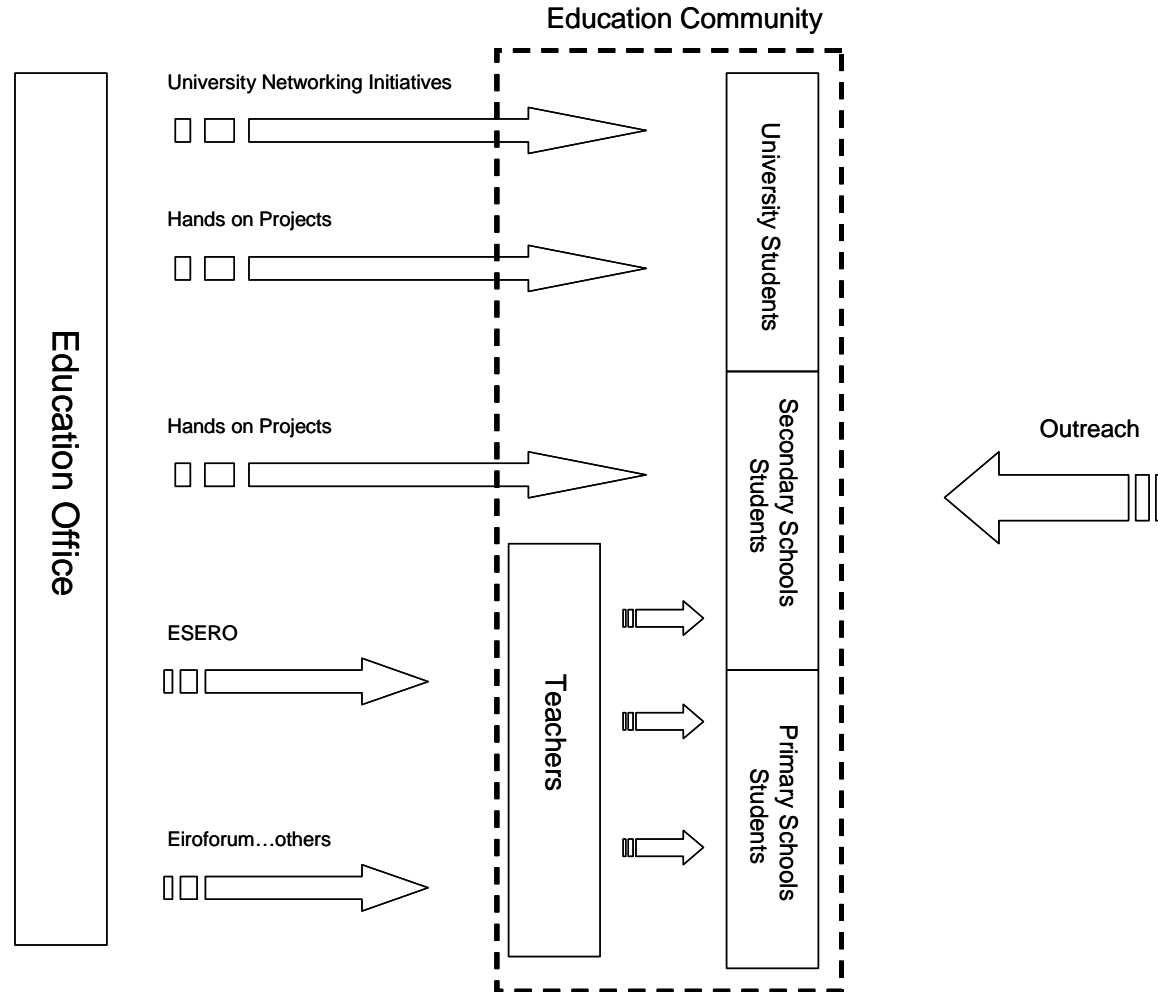 Education Community
Education Office
University Networking Initiatives
Hands on Projects
Hands on Projects
ESERO
Eiroforum...others
Teachers
University Students
Secondary Schools
Students
Primary Schools
Students
Outreach